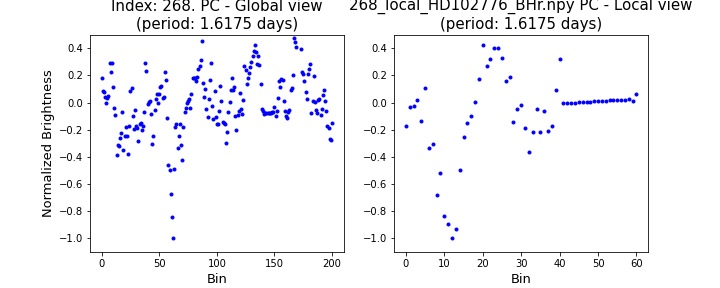 Index: 268. PC - Global view
(period: 1.6175 days)
268_local_HD102776_BHr.npy PC - Local view
(period: 1.6175 days)
Normalized Brightness
0.4
0.2
0.0
−0.2
−0.4
−0.6
−0.8
−1.0
0 50 100 150 200
Bin
0.4
0.2
0.0
−0.2
−0.4
−0.6
−0.8
−1.0
0 10 20 30 40 50 60
Bin